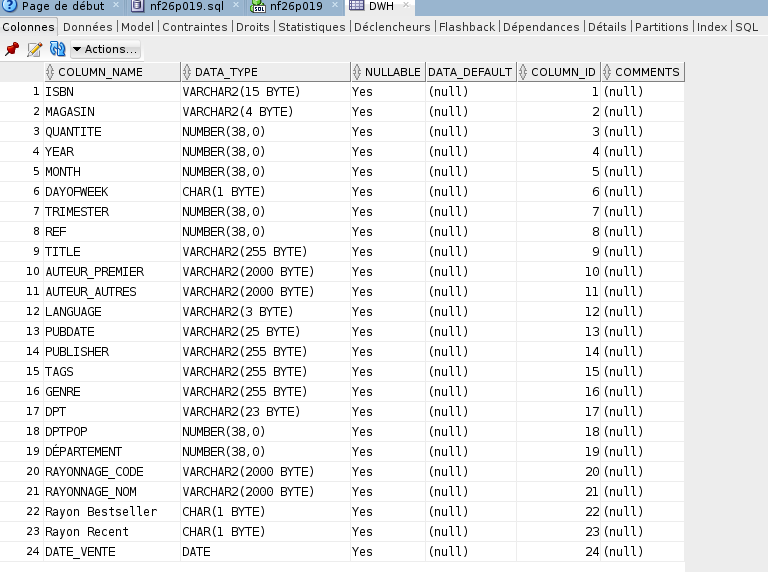 Page de début nf26p019.sql nf26p019 DWH
Colonnes Données Model Contraintes Droits Statistiques Déclencheurs Flashback Dépendances Détails Partitions Index SQL
Actions...
COLUMN_NAME DATA_TYPE NULLABLE DATA_DEFAULT COLUMN_ID COMMENTS
1 ISBN VARCHAR2(15 BYTE) Yes (null) 1 (null)
2 MAGASIN VARCHAR2(4 BYTE) Yes (null) 2 (null)
3 QUANTITE NUMBER(38,0) Yes (null) 3 (null)
4 YEAR NUMBER(38,0) Yes (null) 4 (null)
5 MONTH NUMBER(38,0) Yes (null) 5 (null)
6 DAYOFWEEK CHAR(1 BYTE) Yes (null) 6 (null)
7 TRIMESTER NUMBER(38,0) Yes (null) 7 (null)
8 REF NUMBER(38,0) Yes (null) 8 (null)
9 TITLE VARCHAR2(255 BYTE) Yes (null) 9 (null)
10 AUTEUR_PREMIER VARCHAR2(2000 BYTE) Yes (null) 10 (null)
11 AUTEUR_AUTRES VARCHAR2(2000 BYTE) Yes (null) 11 (null)
12 LANGUAGE VARCHAR2(3 BYTE) Yes (null) 12 (null)
13 PUBDATE VARCHAR2(25 BYTE) Yes (null) 13 (null)
14 PUBLISHER VARCHAR2(255 BYTE) Yes (null) 14 (null)
15 TAGS VARCHAR2(255 BYTE) Yes (null) 15 (null)
16 GENRE VARCHAR2(255 BYTE) Yes (null) 16 (null)
17 DPT VARCHAR2(23 BYTE) Yes (null) 17 (null)
18 DPTPOP NUMBER(38,0) Yes (null) 18 (null)
19 DÉPARTEMENT NUMBER(38,0) Yes (null) 19 (null)
20 RAYONNAGE_CODE VARCHAR2(2000 BYTE) Yes (null) 20 (null)
21 RAYONNAGE_NOM VARCHAR2(2000 BYTE) Yes (null) 21 (null)
22 Rayon Bestseller CHAR(1 BYTE) Yes (null) 22 (null)
23 Rayon Recent CHAR(1 BYTE) Yes (null) 23 (null)
24 DATE_VENTE DATE Yes (null) 24 (null)